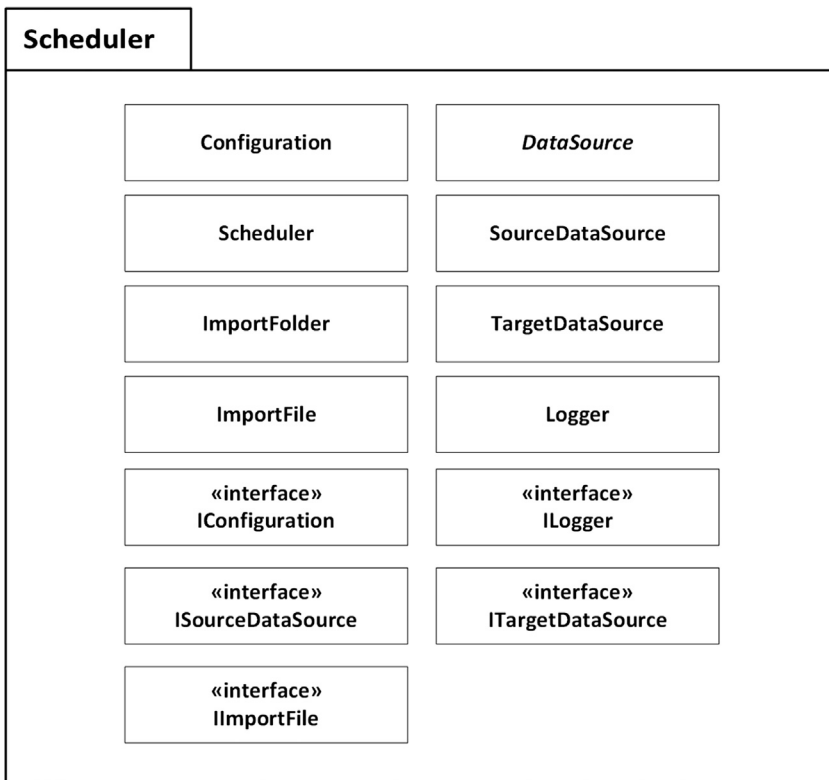 Scheduler
Configuration
DataSource
Scheduler
SourceDataSource
ImportFolder
TargetDataSource
ImportFile
Logger
«interface»
IConfiguration
«interface»
ILogger
«interface»
ISourceDataSource
«interface»
ITargetDataSource
«interface»
IImportFile